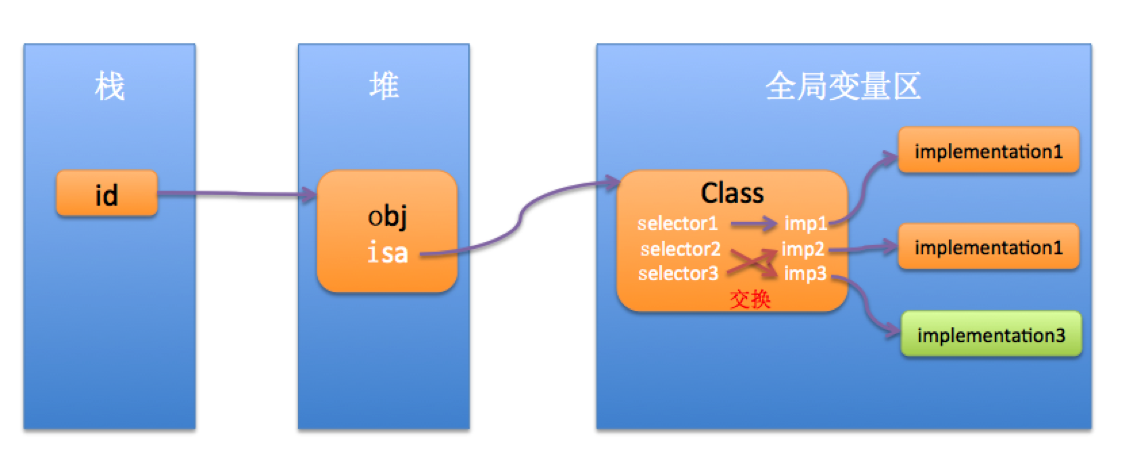 栈
堆
全局变量区
id
obj
isa
Class
selector1
imp1
selector2
imp2
selector3
imp3
交换
implementation1
implementation1
implementation3